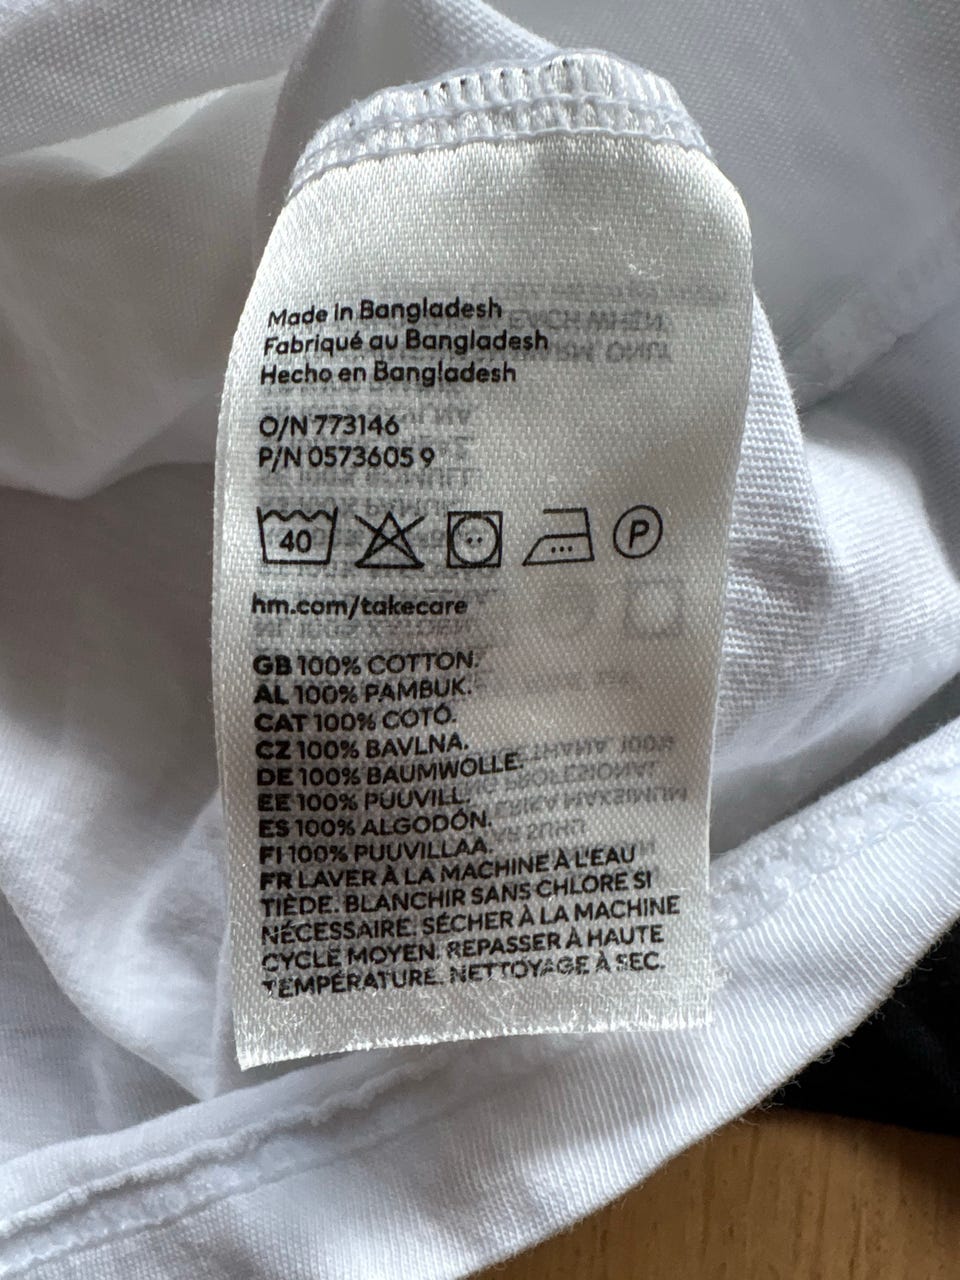 Made in Bangladesh
Fabriqué au Bangladesh
Hecho en Bangladesh
O/N 773146
P/N 0573605 9
40 P
hm.com/takecare
GB 100% COTTON.
AL 100% PAMBUK.
CAT 100% COTÓ.
CZ 100% BAVLNA.
DE 100% BAUMWOLLE.
EE 100% PUUVILL.
ES 100% ALGODÓN.
FI 100% PUUVILLAA.
FR LAVER À LA MACHINE À L'EAU
TIÈDE. BLANCHIR SANS CHLORE SI
NÉCESSAIRE. SÉCHER À LA MACHINE
CYCLE MOYEN. REPASSER À HAUTE
TEMPÉRATURE. NETTOYAGE À SEC.